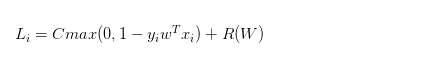 $L_i = Cmax(0, 1 - y_i w^T x_i) + R(W)$